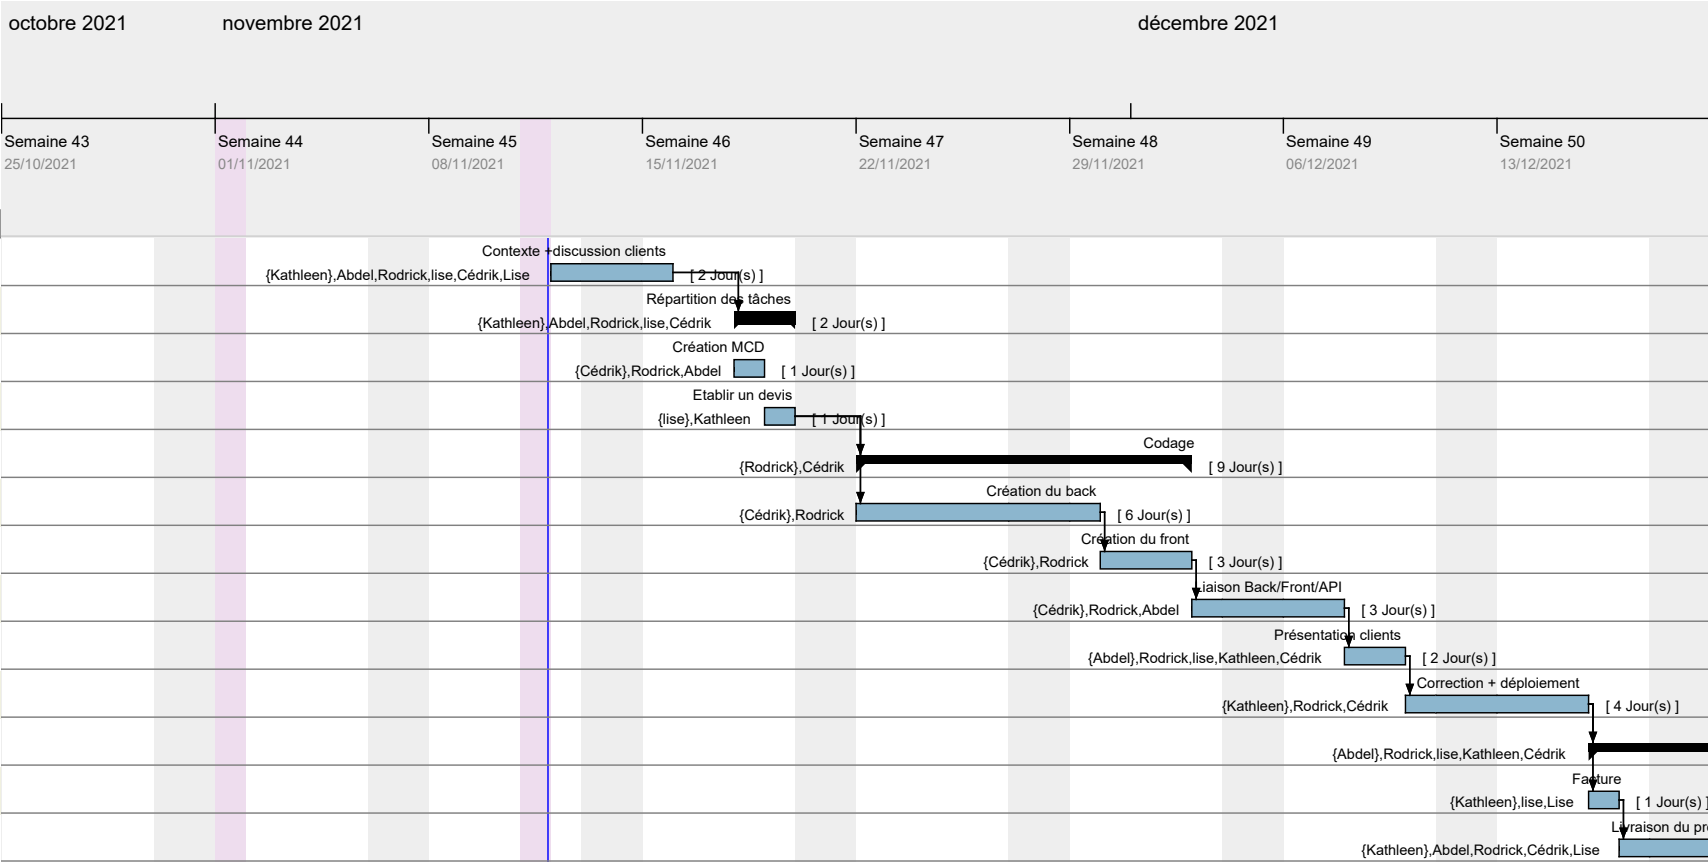 octobre 2021
novembre 2021
décembre 2021
Semaine 43
Semaine 44
Semaine 45
Semaine 46
Semaine 47
Semaine 48
Semaine 49
Semaine 50
25/10/2021
01/11/2021
08/11/2021
15/11/2021
22/11/2021
29/11/2021
06/12/2021
13/12/2021
Contexte +discussion clients
{Kathleen},Abdel,Rodrick,lise,Cédrik,Lise
[ 2 Jour(s) ]
Répartition des tâches
{Kathleen},Abdel,Rodrick,lise,Cédrik
[ 2 Jour(s) ]
Création MCD
{Cédrik},Rodrick,Abdel
[ 1 Jour(s) ]
Etablir un devis
{lise},Kathleen
[ 1 Jour(s) ]
Codage
{Rodrick},Cédrik
[ 9 Jour(s) ]
Création du back
{Cédrik},Rodrick
[ 6 Jour(s) ]
Création du front
{Cédrik},Rodrick
[ 3 Jour(s) ]
Liaison Back/Front/API
{Cédrik},Rodrick,Abdel
[ 3 Jour(s) ]
Présentation clients
{Abdel},Rodrick,lise,Kathleen,Cédrik
[ 2 Jour(s) ]
Correction + déploiement
{Kathleen},Rodrick,Cédrik
[ 4 Jour(s) ]
{Abdel},Rodrick,lise,Kathleen,Cédrik
Facture
{Kathleen},lise,Lise
[ 1 Jour(s) ]
Livraison du
{Kathleen},Abdel,Rodrick,Cédrik,Lise